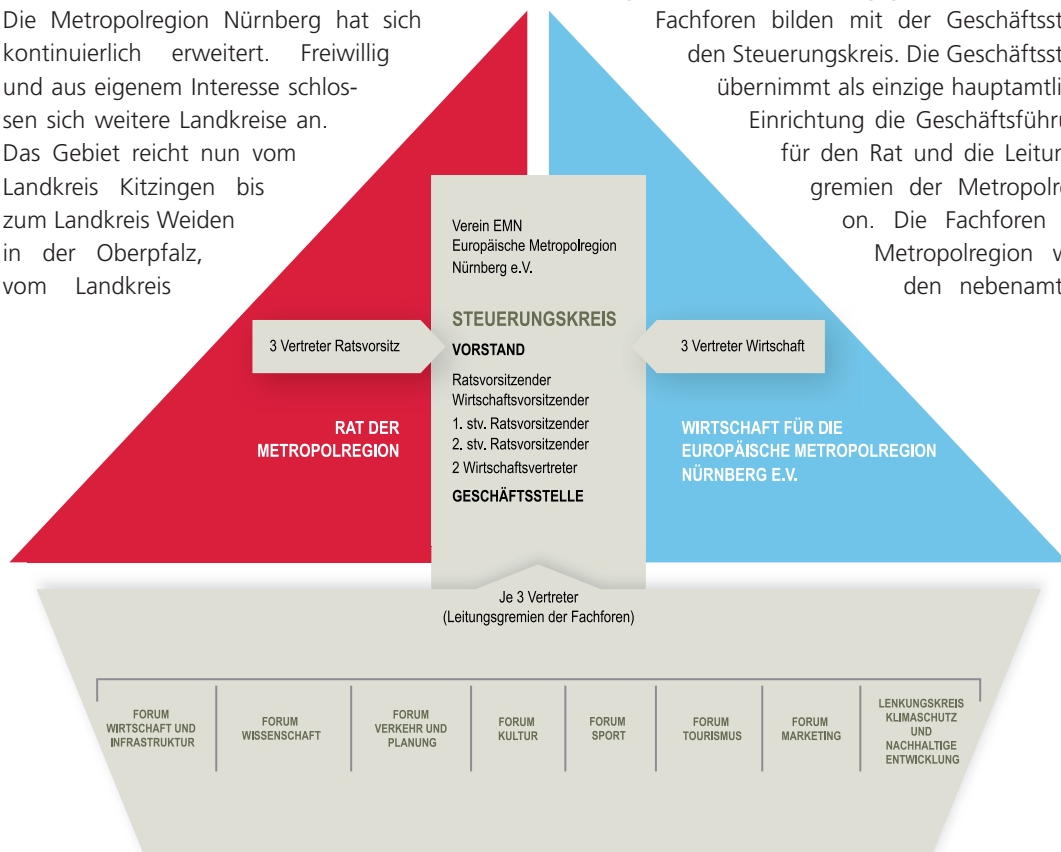 Die Metropolregion Nürnberg hat sich
kontinuierlich erweitert. Freiwillig
und aus eigenem Interesse schlos-
sen sich weitere Landkreise an.
Das Gebiet reicht nun vom
Landkreis Kitzingen bis
zum Landkreis Weiden
in der Oberpfalz,
vom Landkreis
Fachforen bilden mit der Geschäftsst
den Steuerungskreis. Die Geschäftsst
übernimmt als einzige hauptamtli
Einrichtung die Geschäftsführu
für den Rat und die Leitun
gremien der Metropolre
on. Die Fachforen
Metropolregion
den nebenamt
Verein EMN
Europäische Metropolregion
Nürnberg e.V.
STEUERUNGSKREIS
VORSTAND
Ratsvorsitzender
Wirtschaftsvorsitzender
1. stv. Ratsvorsitzender
2. stv. Ratsvorsitzender
2 Wirtschaftsvertreter
GESCHÄFTSSTELLE
3 Vertreter Ratsvorsitz
3 Vertreter Wirtschaft
RAT DER
METROPOLREGION
WIRTSCHAFT FÜR DIE
EUROPÄISCHE METROPOLREGION
NÜRNBERG E.V.
Je 3 Vertreter
(Leitungsgremien der Fachforen)
FORUM
WIRTSCHAFT UND
INFRASTRUKTUR
FORUM
WISSENSCHAFT
FORUM
VERKEHR UND
PLANUNG
FORUM
KULTUR
FORUM
SPORT
FORUM
TOURISMUS
FORUM
MARKETING
LENKUNGSKREIS
KLIMASCHUTZ
UND
NACHHALTIGE
ENTWICKLUNG